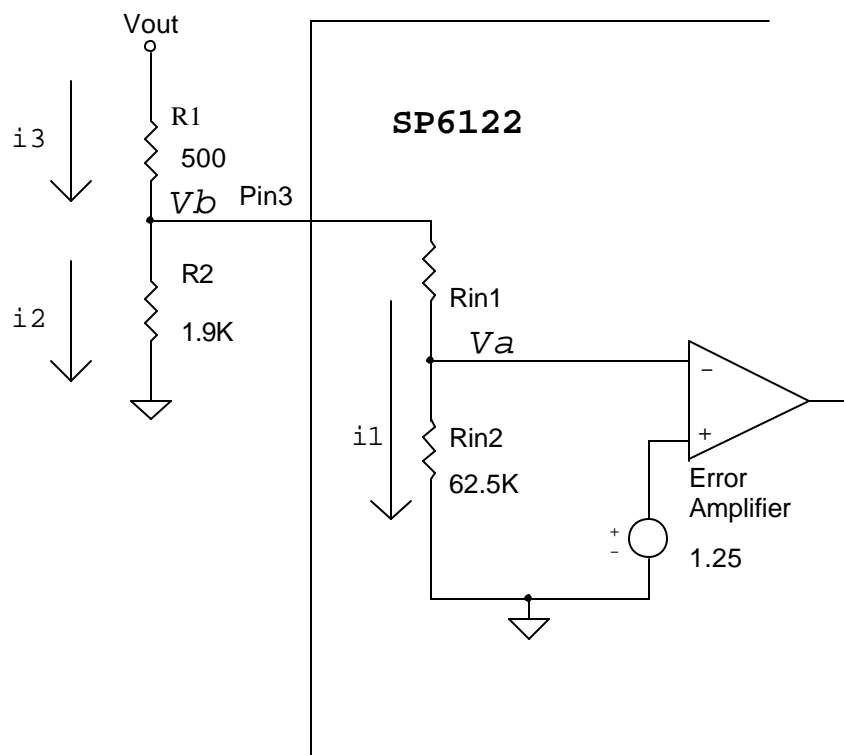 Vout
R1
500
i3
SP6122
Vb
Pin3
R2
1.9K
i2
Rin1
Va
−
i1
Rin2
62.5K
+
Error
Amplifier
+
−
1.25